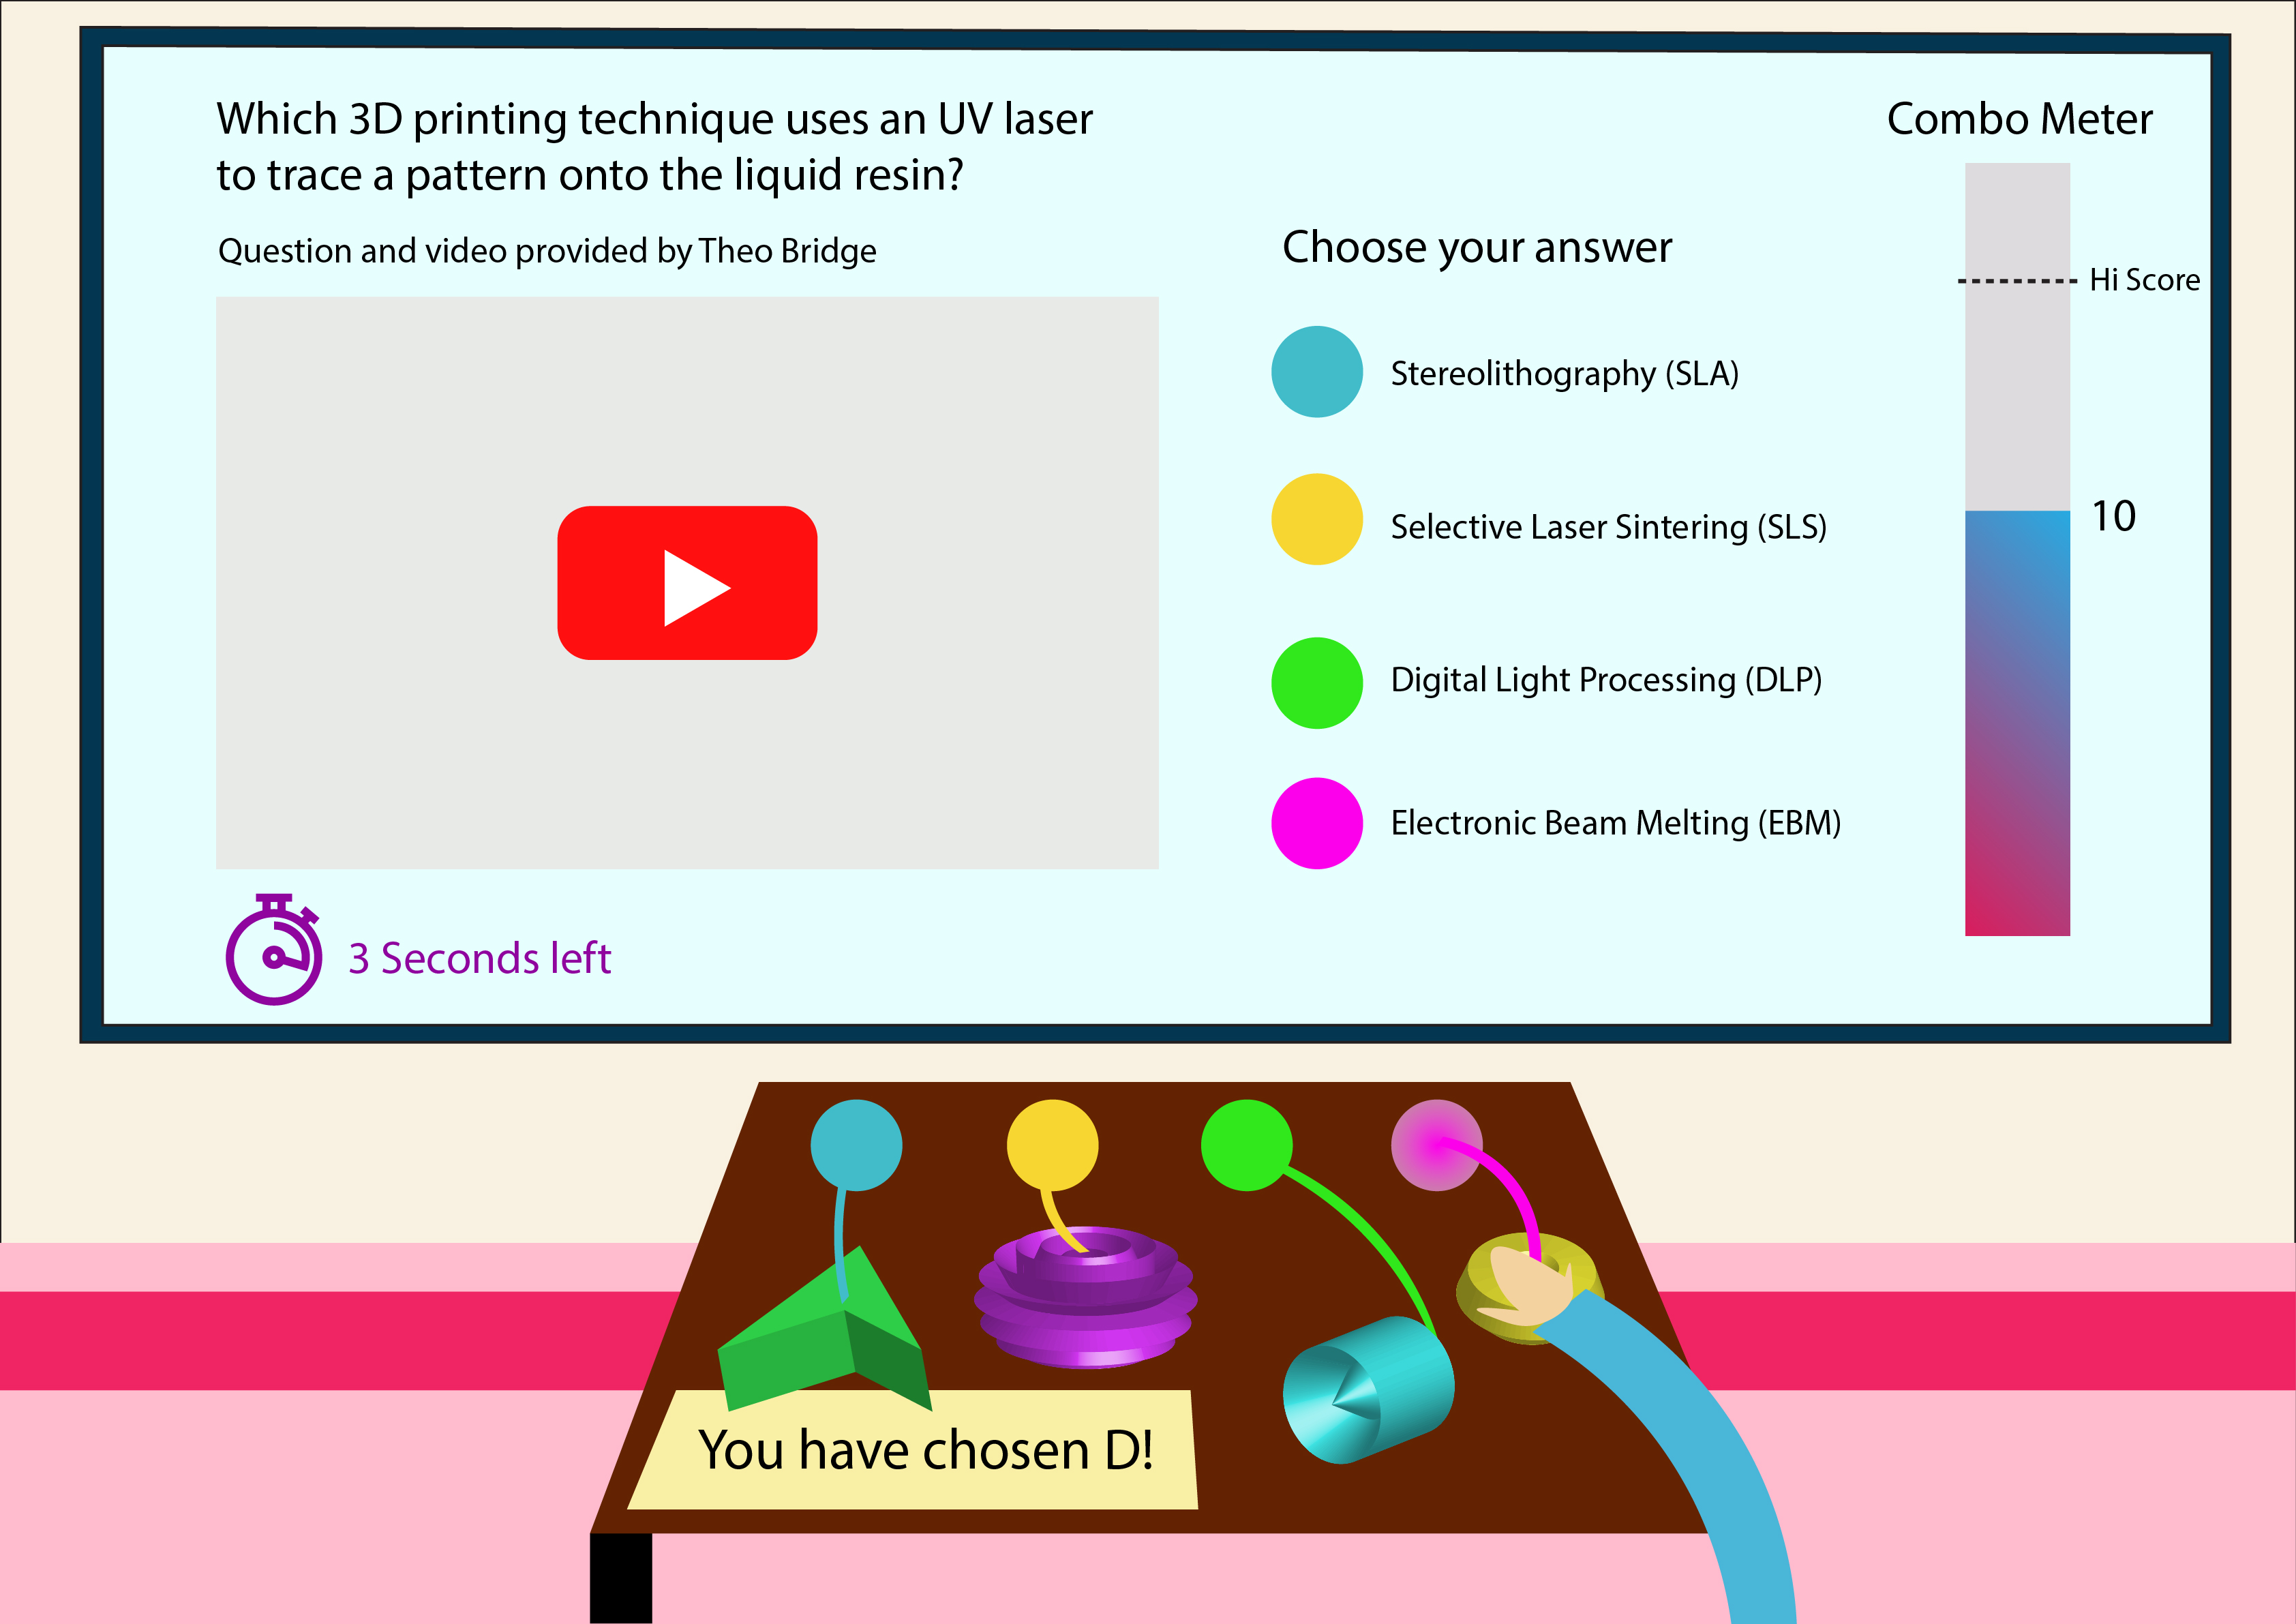 Which 3D printing technique uses an UV laser
to trace a pattern onto the liquid resin?
Question and video provided by Theo Bridge
Choose your answer
Stereolithography (SLA)
Selective Laser Sintering (SLS)
Digital Light Processing (DLP)
Electronic Beam Melting (EBM)
Combo Meter
Hi Score
10
3 Seconds left
You have chosen D!